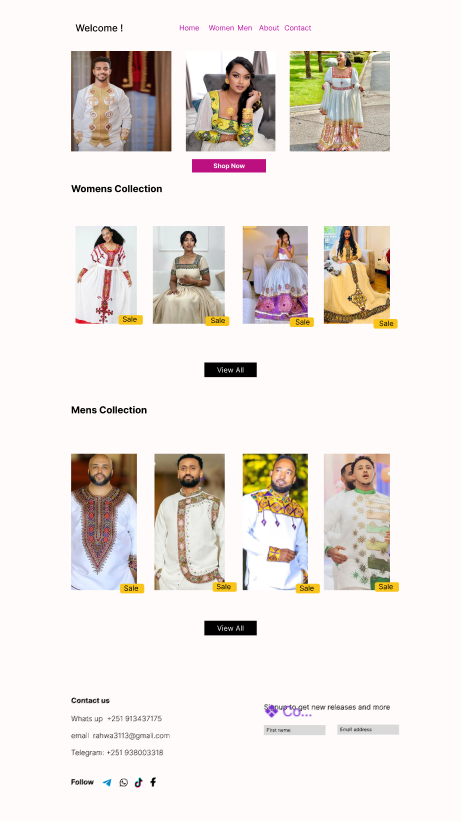 Welcome !
Home Women Men About Contact
Shop Now
Womens Collection
Sale
Sale
Sale
Sale
View All
Mens Collection
Sale
Sale
Sale
Sale
View All
Contact us
Whats up +251 913437175
email rahwa3113@gmail.com
Telegram: +251 938003318
Follow
Signup to get new releases and more
Co...
First name
Email address